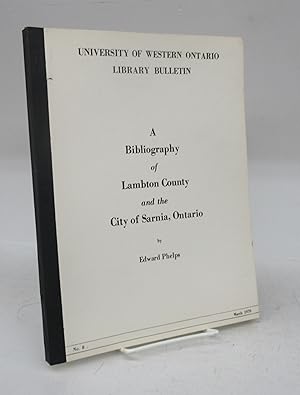 UNIVERSITY OF WESTERN ONTARIO
LIBRARY BULLETIN
A
Bibliography
of
Lambton County
and the
City of Sarnia, Ontario
by
Edward Phelps
No. 8
March 1970